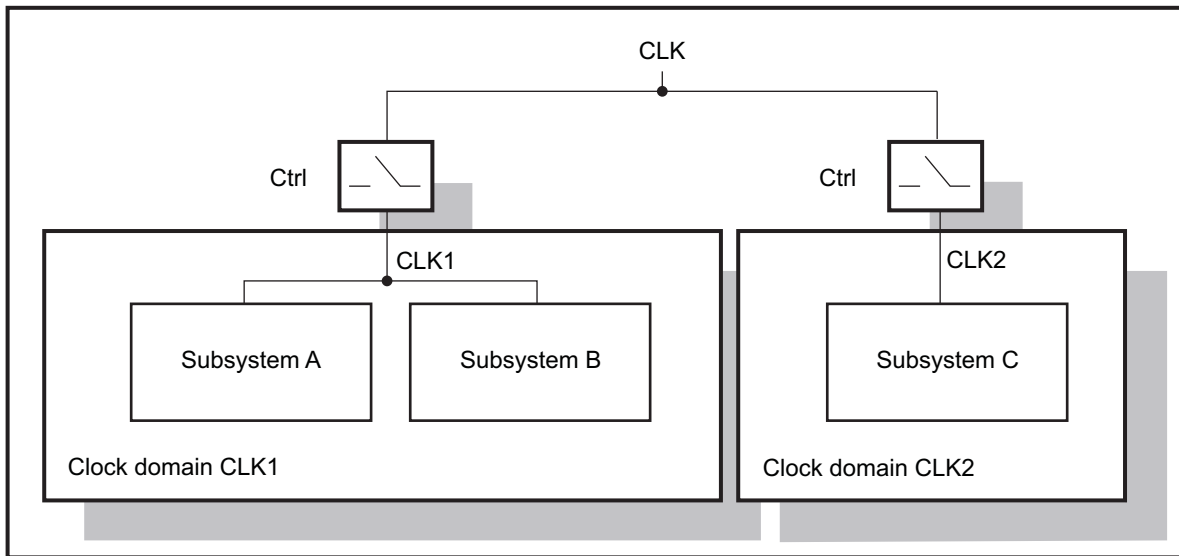 CLK
Ctrl
Ctrl
CLK1
CLK2
Subsystem A
Subsystem B
Subsystem C
Clock domain CLK1
Clock domain CLK2